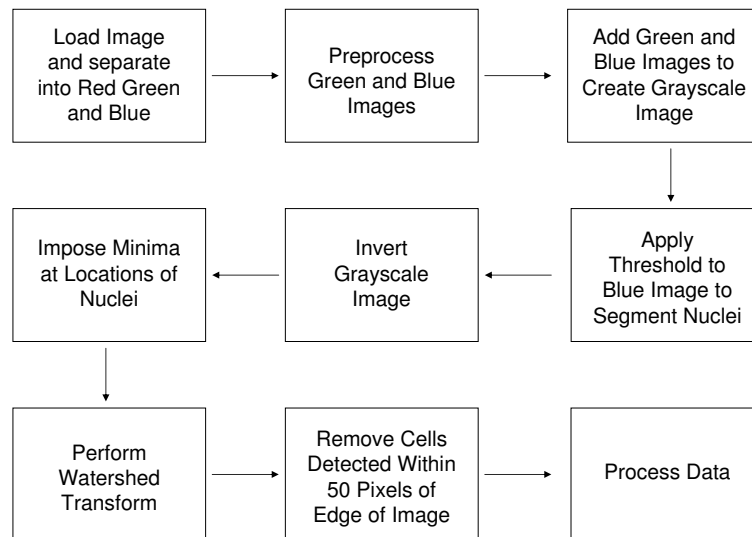 Load Image
and separate
into Red Green
and Blue
Preprocess
Green and Blue
Images
Add Green and
Blue Images to
Create Grayscale
Image
Apply
Threshold to
Blue Image to
Segment Nuclei
Invert
Grayscale
Image
Impose Minima
at Locations of
Nuclei
Perform
Watershed
Transform
Remove Cells
Detected Within
50 Pixels of
Edge of Image
Process Data